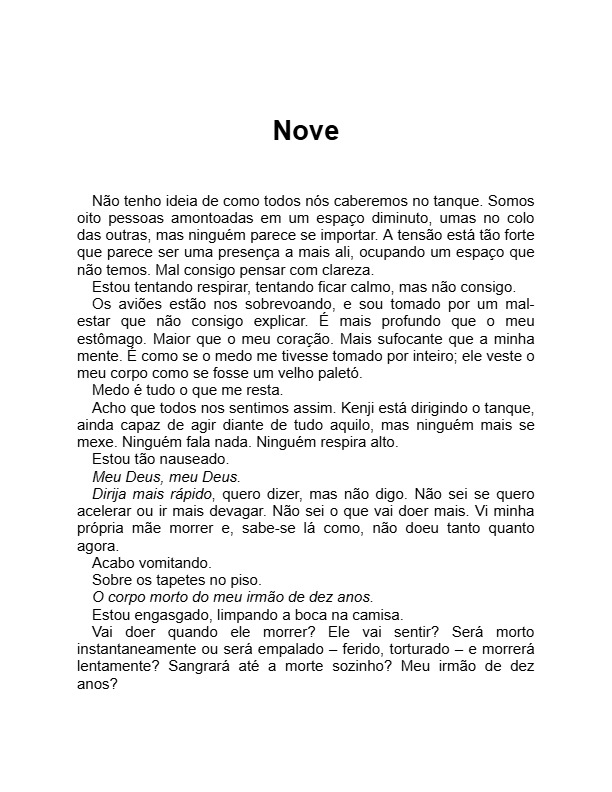 Nove
Não tenho ideia de como todos nós caberemos no tanque. Somos
oito pessoas amontoadas em um espaço diminuto, umas no colo
das outras, mas ninguém parece se importar. A tensão está tão forte
que parece ser uma presença a mais ali, ocupando um espaço que
não temos. Mal consigo pensar com clareza.
Estou tentando respirar, tentando ficar calmo, mas não consigo.
Os aviões estão nos sobrevoando, e sou tomado por um mal-
estar que não consigo explicar. É mais profundo que o meu
estômago. Maior que o meu coração. Mais sufocante que a minha
mente. É como se o medo me tivesse tomado por inteiro; ele veste o
meu corpo como se fosse um velho paletó.
Medo é tudo o que me resta.
Acho que todos nos sentimos assim. Kenji está dirigindo o tanque,
ainda capaz de agir diante de tudo aquilo, mas ninguém mais se
mexe. Ninguém fala nada. Ninguém respira alto.
Estou tão nauseado.
Meu Deus, meu Deus.
Dirija mais rápido, quero dizer, mas não digo. Não sei se quero
acelerar ou ir mais devagar. Não sei o que vai doer mais. Vi minha
própria mãe morrer e, sabe-se lá como, não doeu tanto quanto
agora.
Acabo vomitando.
Sobre os tapetes no piso.
O corpo morto do meu irmão de dez anos.
Estou engasgado, limpando a boca na camisa.
Vai doer quando ele morrer? Ele vai sentir? Será morto
instantaneamente ou será empalado – ferido, torturado – e morrerá
lentamente? Sangrará até a morte sozinho? Meu irmão de dez
anos?